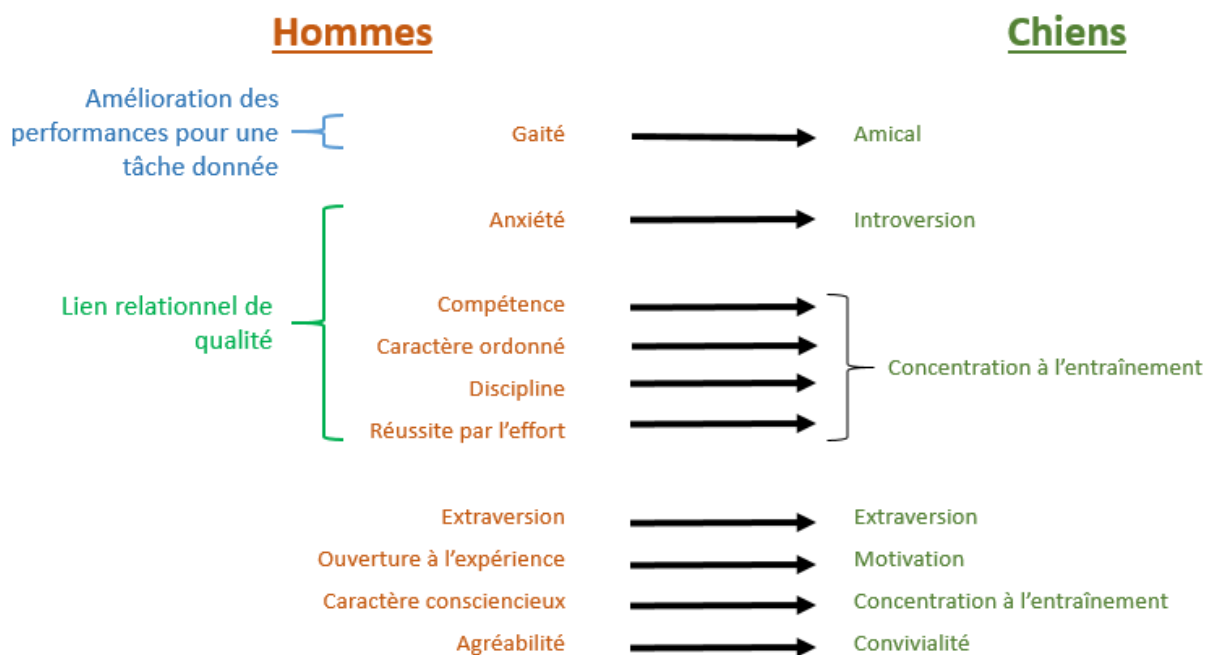 Hommes
Chiens
Amélioration des
performances pour une
tâche donnée
Gaité
Amical
Anxiété
Introversion
Lien relationnel de
qualité
Compétence
Caractère ordonné
Discipline
Réussite par l'effort
Concentration à l'entraînement
Extraversion
Extraversion
Ouverture à l'expérience
Motivation
Caractère consciencieux
Concentration à l'entraînement
Agréabilité
Convivialité